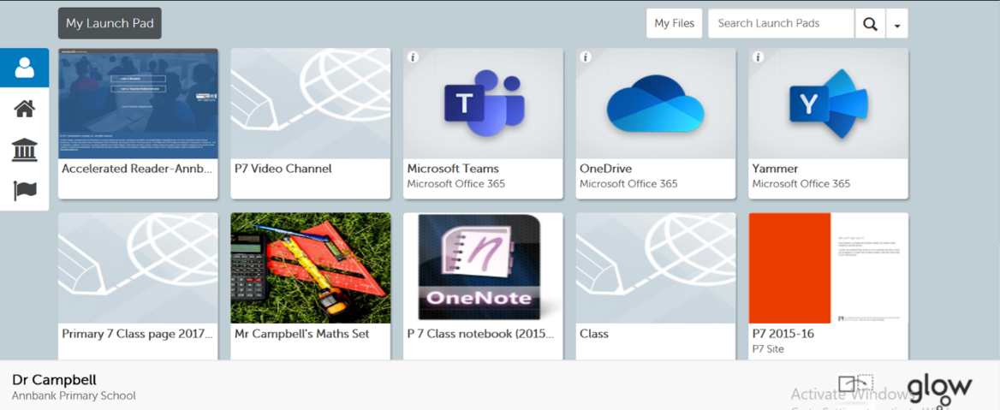 My Launch Pad
My Files
Search Launch Pads
i
i
i
T
Y
Accelerated Reader-Annb...
P7 Video Channel
Microsoft Teams
Microsoft Office 365
OneDrive
Microsoft Office 365
Yammer
Microsoft Office 365
n
OneNote
Primary 7 Class page 2017...
Mr Campbell's Maths Set
P 7 Class notebook (2015...
Class
P7 2015-16
P7 Site
Dr Campbell
Annbank Primary School
Activate Windows
glow